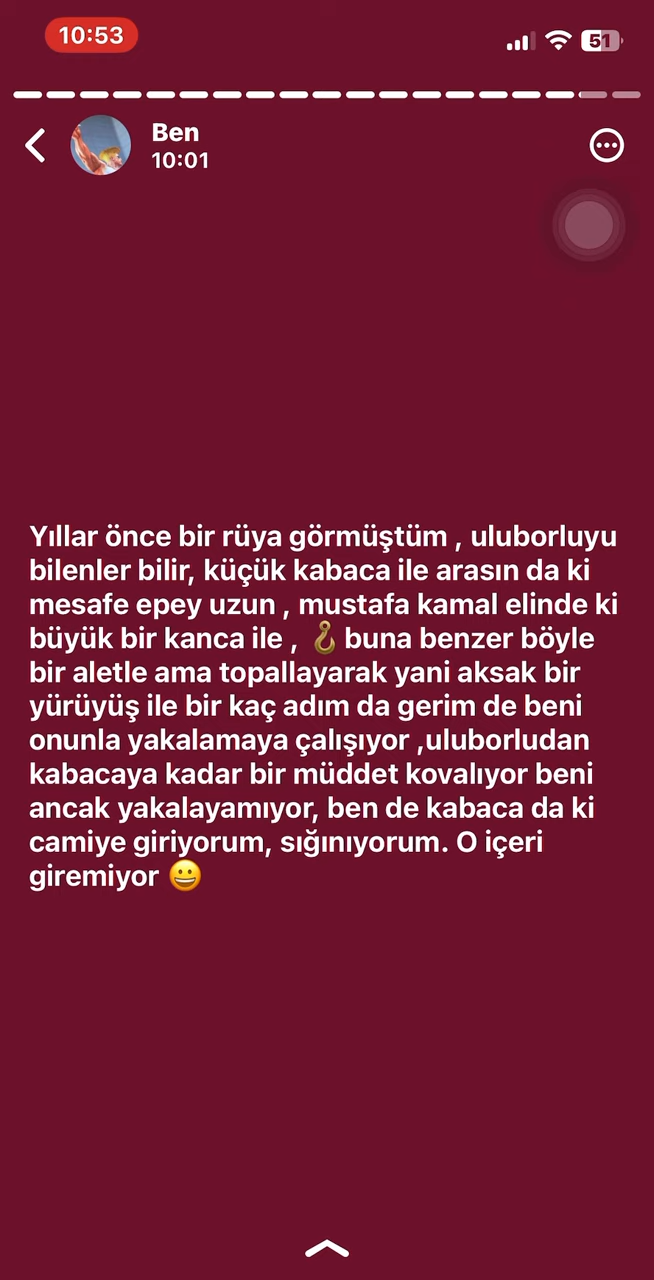 10:53
51
Ben
10:01
Yıllar önce bir rüya görmüştüm , uluborluyu
bilenler bilir, küçük kabaca ile arasın da ki
mesafe epey uzun , mustafa kamal elinde ki
büyük bir kanca ile , 🪝 buna benzer böyle
bir aletle ama topallayarak yani aksak bir
yürüyüş ile bir kaç adım da gerim de beni
onunla yakalamaya çalışıyor ,uluborludan
kabacaya kadar bir müddet kovalıyor beni
ancak yakalayamıyor, ben de kabaca da ki
camiye giriyorum, sığınıyorum. O içeri
giremiyor 😀